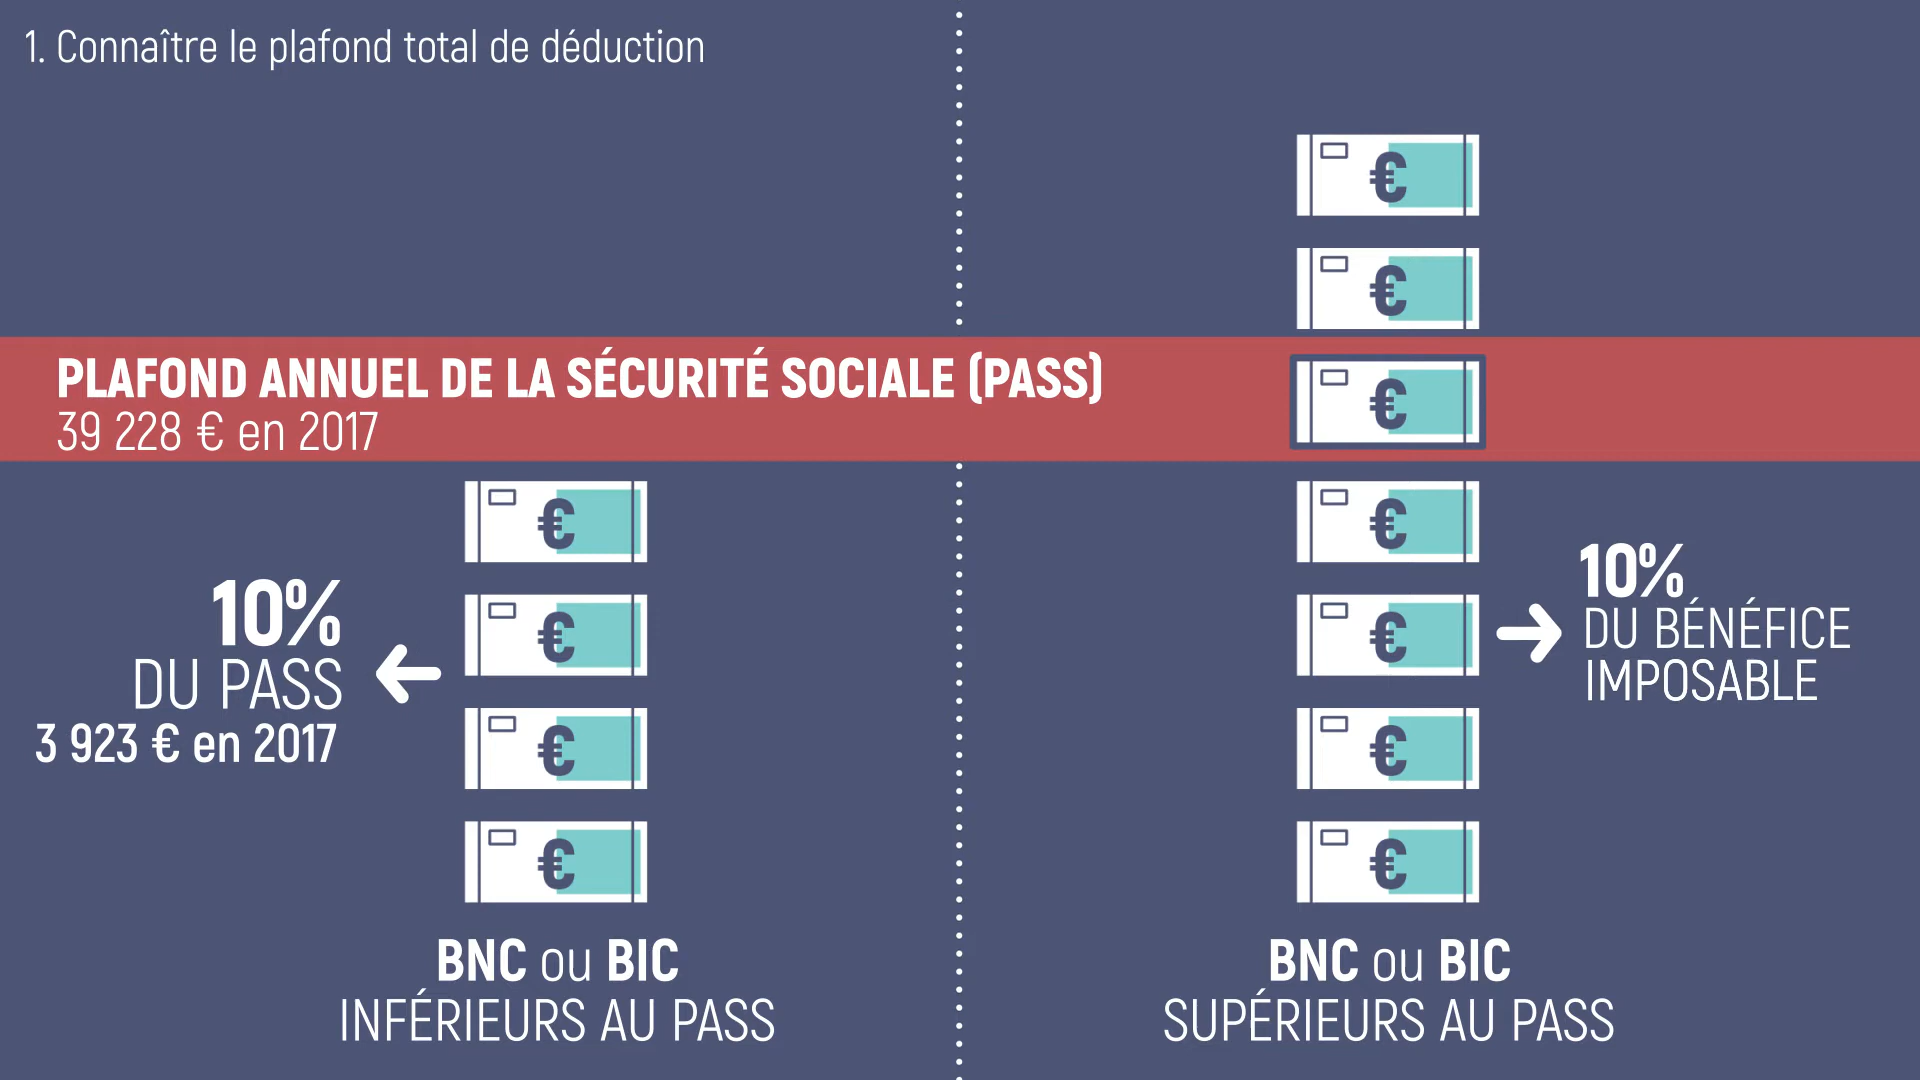 1. Connaître le plafond total de déduction
PLAFOND ANNUEL DE LA SÉCURITÉ SOCIALE (PASS)
39 228 € en 2017
10%
DU PASS
3 923 € en 2017
€
€
€
€
BNC ou BIC
INFÉRIEURS AU PASS
€
€
€
€
€
€
€
10%
DU BÉNÉFICE
IMPOSABLE
BNC ou BIC
SUPÉRIEURS AU PASS